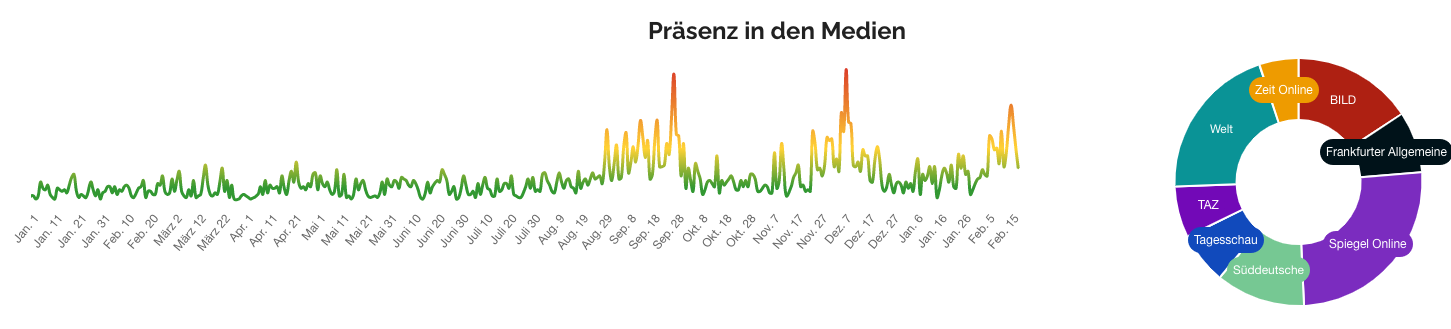 Präsenz in den Medien
Jan. 1
Jan. 11
Jan. 21
Jan. 31
Feb. 10
Feb. 20
März 2
März 12
März 22
Apr. 1
Apr. 11
Apr. 21
Mai 1
Mai 11
Mai 21
Mai 31
Juni 10
Juni 20
Juni 30
Juli 10
Juli 20
Juli 30
Aug. 9
Aug. 19
Aug. 29
Sep. 8
Sep. 18
Sep. 28
Okt. 8
Okt. 18
Okt. 28
Nov. 7
Nov. 17
Nov. 27
Dez. 7
Dez. 17
Dez. 27
Jan. 6
Jan. 16
Jan. 26
Feb. 5
Feb. 15
Zeit Online
BILD
Welt
Frankfurter Allgemeine
TAZ
Tagesschau
Spiegel Online
Süddeutsche